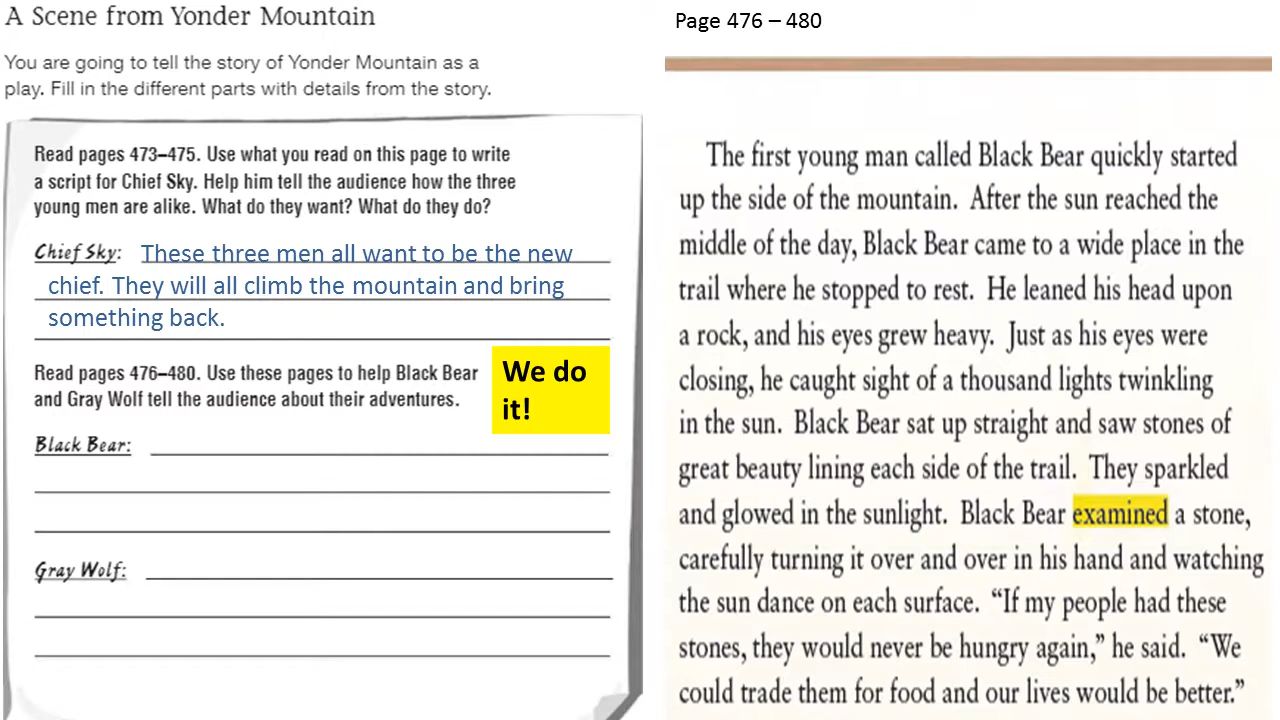 A Scene from Yonder Mountain
You are going to tell the story of Yonder Mountain as a
play. Fill in the different parts with details from the story.
Read pages 473–475. Use what you read on this page to write
a script for Chief Sky. Help him tell the audience how the three
young men are alike. What do they want? What do they do?
Chief Sky: These three men all want to be the new
chief. They will all climb the mountain and bring
something back.
Read pages 476–480. Use these pages to help Black Bear
and Gray Wolf tell the audience about their adventures.
We do
it!
Black Bear:
Gray Wolf:
Page 476 – 480
The first young man called Black Bear quickly started
up the side of the mountain. After the sun reached the
middle of the day, Black Bear came to a wide place in the
trail where he stopped to rest. He leaned his head upon
a rock, and his eyes grew heavy. Just as his eyes were
closing, he caught sight of a thousand lights twinkling
in the sun. Black Bear sat up straight and saw stones of
great beauty lining each side of the trail. They sparkled
and glowed in the sunlight. Black Bear examined a stone,
carefully turning it over and over in his hand and watching
the sun dance on each surface. “If my people had these
stones, they would never be hungry again,” he said. “We
could trade them for food and our lives would be better.”